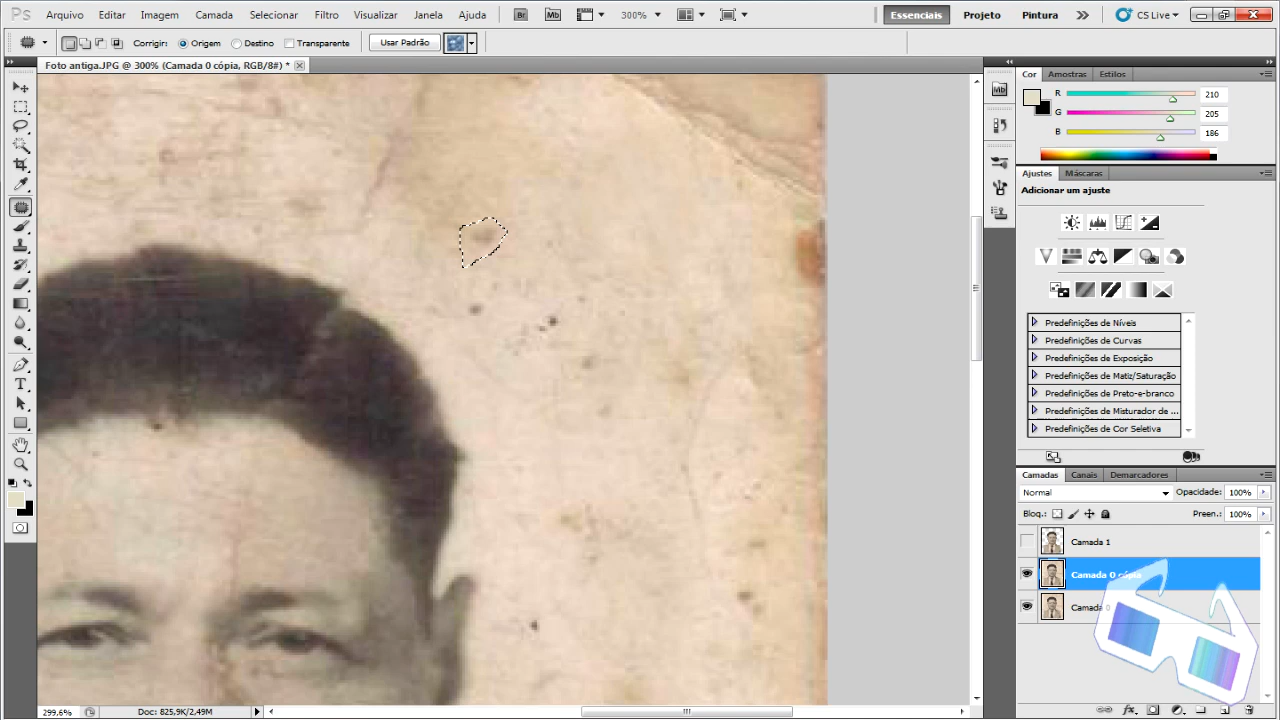 Ps Arquivo Editar Imagem Camada Selecionar Filtro Visualizar Janela Ajuda Br Mb 300% Essenciais Projeto Pintura CS Live
Corrigir: Origem Destino Transparente Usar Padrão
Foto antiga.JPG @ 300% (Camada 0 cópia, RGB/8#) *
Cor Amostras Estilos
Mb
R 210
G 205
B 186
Ajustes Máscaras
Adicionar um ajuste
Predefinições de Níveis
Predefinições de Curvas
Predefinições de Exposição
Predefinições de Matiz/Saturação
Predefinições de Preto-e-branco
Predefinições de Misturador de ...
Predefinições de Cor Seletiva
Camadas Canais Demarcadores
Normal Opacidade: 100%
Bloq.: Preen.: 100%
Camada 1
Camada 0 cópia
Camada 0
299,6% Doc: 825,9K/2,49M